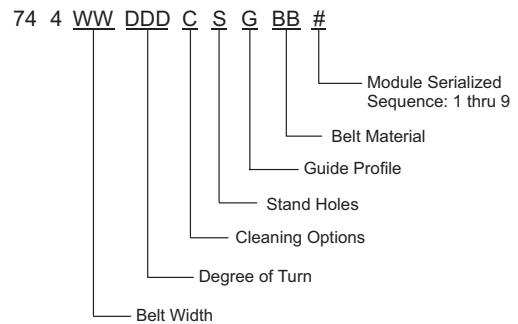 74 4 WW DDD C S G BB #
Module Serialized
Sequence: 1 thru 9
Belt Material
Guide Profile
Stand Holes
Cleaning Options
Degree of Turn
Belt Width